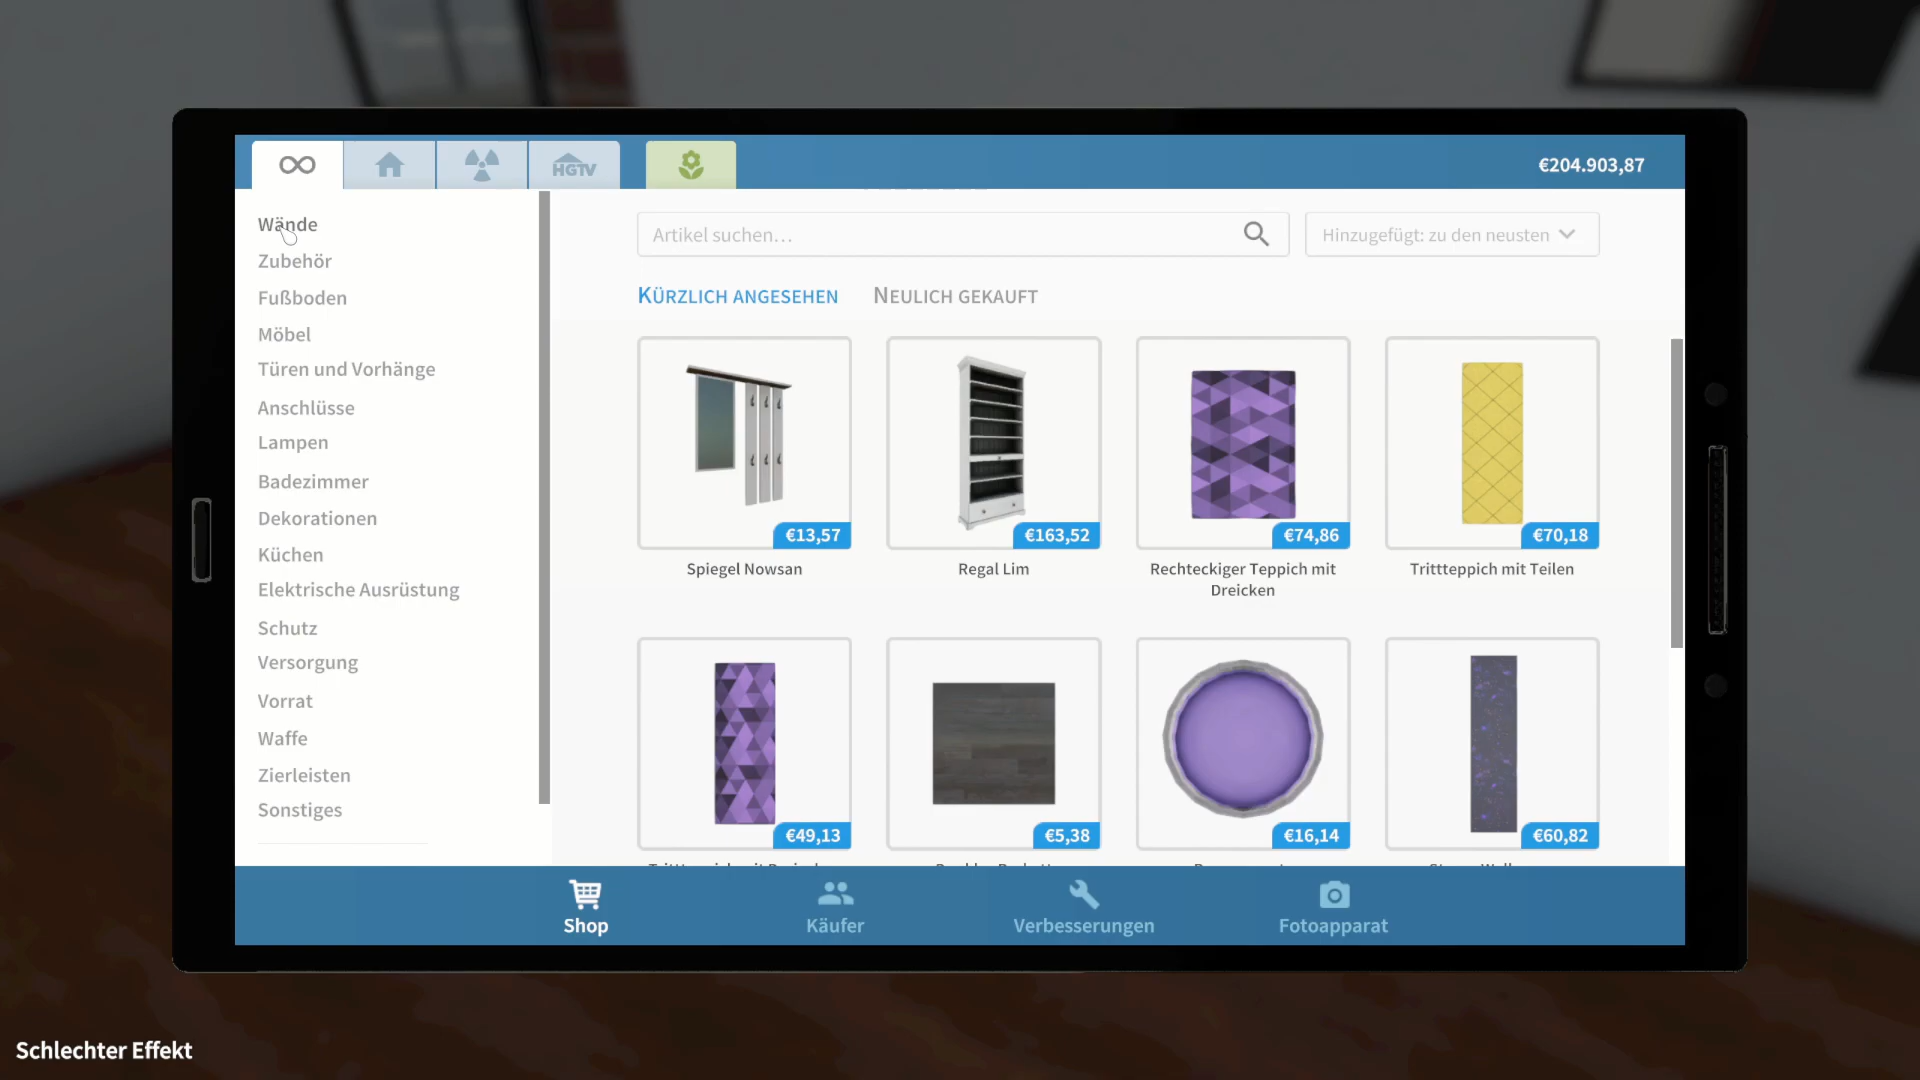 HGTV
€204.903,87
Wände
Zubehör
Fußboden
Möbel
Türen und Vorhänge
Anschlüsse
Lampen
Badezimmer
Dekorationen
Küchen
Elektrische Ausrüstung
Schutz
Versorgung
Vorrat
Waffe
Zierleisten
Sonstiges
Artikel suchen...
Hinzugefügt: zu den neusten
KÜRZLICH ANGESEHEN
NEULICH GEKAUFT
€13,57
€163,52
€74,86
€70,18
Spiegel Nowsan
Regal Lim
Rechteckiger Teppich mit
Dreicken
Trittteppich mit Teilen
€49,13
€5,38
€16,14
€60,82
Shop
Käufer
Verbesserungen
Fotoapparat
Schlechter Effekt